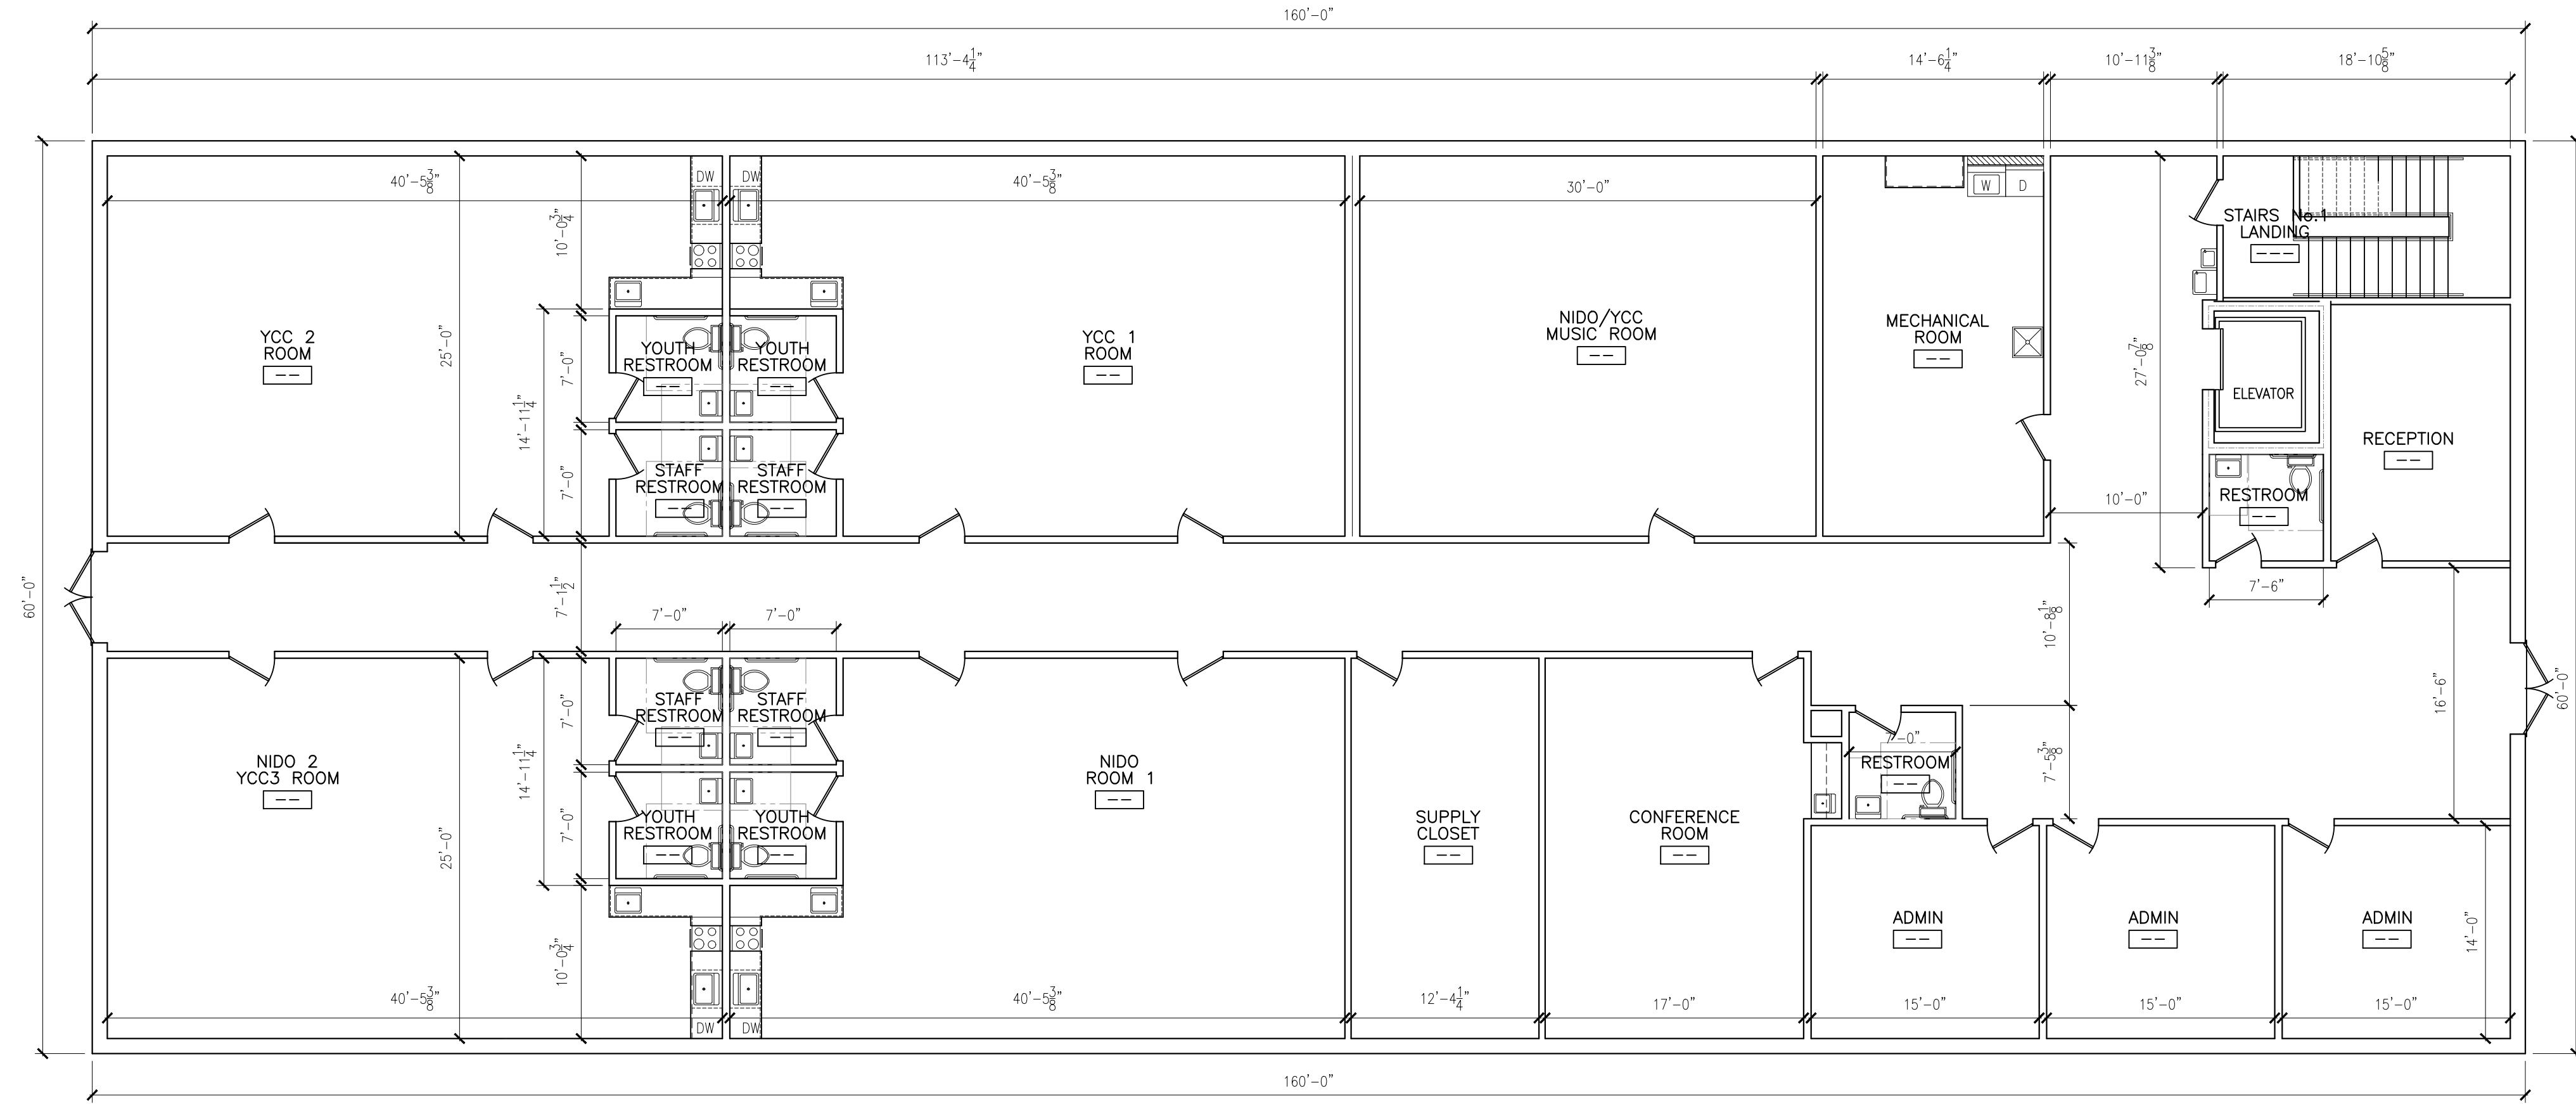 160'-0"
113'-4 1/4"
14'-6 1/4"
10'-11 3/8"
18'-10 5/8"
DW
DW
40'-5 3/8"
40'-5 3/8"
30'-0"
W
D
10'-0 3/4"
STAIRS No.1
LANDING
---
YCC 2
ROOM
--
25'-0"
YCC 1
ROOM
--
NIDO/YCC
MUSIC ROOM
--
MECHANICAL
ROOM
--
27'-0 7/8"
YOUTH
RESTROOM
--
YOUTH
RESTROOM
--
7'-0"
14'-11 1/4"
ELEVATOR
RECEPTION
--
STAFF
RESTROOM
--
STAFF
RESTROOM
--
7'-0"
10'-0"
RESTROOM
--
60'-0"
7'-1 1/2"
7'-6"
7'-0"
7'-0"
10'-8 1/8"
16'-6"
60'-0"
STAFF
RESTROOM
--
STAFF
RESTROOM
--
7'-0"
14'-11 1/4"
7'-0"
RESTROOM
--
7'-5 3/8"
NIDO 2
YCC3 ROOM
--
NIDO
ROOM 1
--
25'-0"
7'-0"
YOUTH
RESTROOM
--
YOUTH
RESTROOM
--
SUPPLY
CLOSET
--
CONFERENCE
ROOM
--
ADMIN
--
ADMIN
--
ADMIN
--
14'-0"
10'-0 3/4"
40'-5 3/8"
40'-5 3/8"
12'-4 1/4"
17'-0"
15'-0"
15'-0"
15'-0"
DW
DW
160'-0"